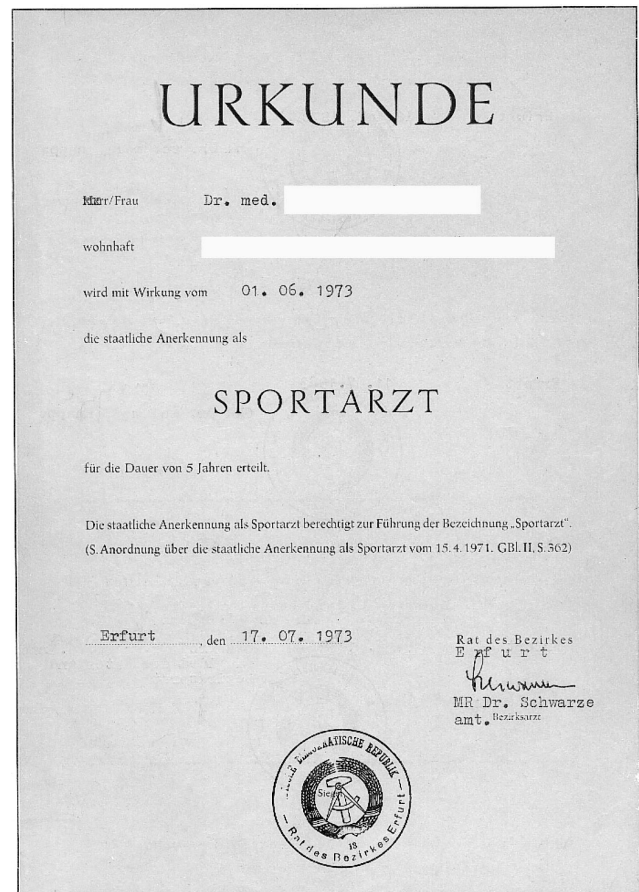 URKUNDE
Herr/Frau Dr. med.
wohnhaft
wird mit Wirkung vom 01. 06. 1973
die staatliche Anerkennung als
SPORTARZT
für die Dauer von 5 Jahren erteilt.
Die staatliche Anerkennung als Sportarzt berechtigt zur Führung der Bezeichnung „Sportarzt“.
(S. Anordnung über die staatliche Anerkennung als Sportarzt vom 15.4.1971. GBl. II, S. 362)
Erfurt, den 17. 07. 1973
Rat des Bezirkes
Erfurt
MR Dr. Schwarze
amt. Bezirksarzt
REPUBLIK
18
Rat des Bezirkes Erfurt